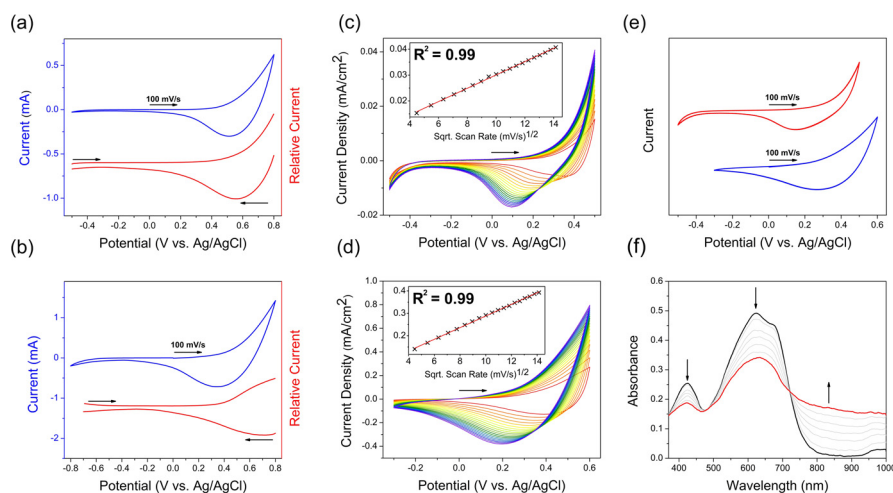 (a)
100 mV/s
Current (mA)
Relative Current
0.5
0.0
-0.5
-1.0
-0.4 -0.2 0.0 0.2 0.4 0.6 0.8
Potential (V vs. Ag/AgCl)
(b)
100 mV/s
Current (mA)
Relative Current
1
0
-1
-2
-0.8 -0.6 -0.4 -0.2 0.0 0.2 0.4 0.6 0.8
Potential (V vs. Ag/AgCl)
(c)
R² = 0.99
0.04
0.03
0.02
4 6 8 10 12 14
Sqrt. Scan Rate (mV/s)^1/2
Current Density (mA/cm²)
0.04
0.02
0.00
-0.02
-0.4 -0.2 0.0 0.2 0.4
Potential (V vs. Ag/AgCl)
(d)
R² = 0.99
0.4
0.3
0.2
4 6 8 10 12 14
Sqrt. Scan Rate (mV/s)^1/2
Current Density (mA/cm²)
1.0
0.8
0.6
0.4
0.2
0.0
-0.2
-0.4
-0.2 0.0 0.2 0.4 0.6
Potential (V vs. Ag/AgCl)
(e)
100 mV/s
100 mV/s
Current
-0.4 -0.2 0.0 0.2 0.4 0.6
Potential (V vs. Ag/AgCl)
(f)
Absorbance
0.6
0.5
0.4
0.3
0.2
0.1
0.0
400 500 600 700 800 900 1000
Wavelength (nm)